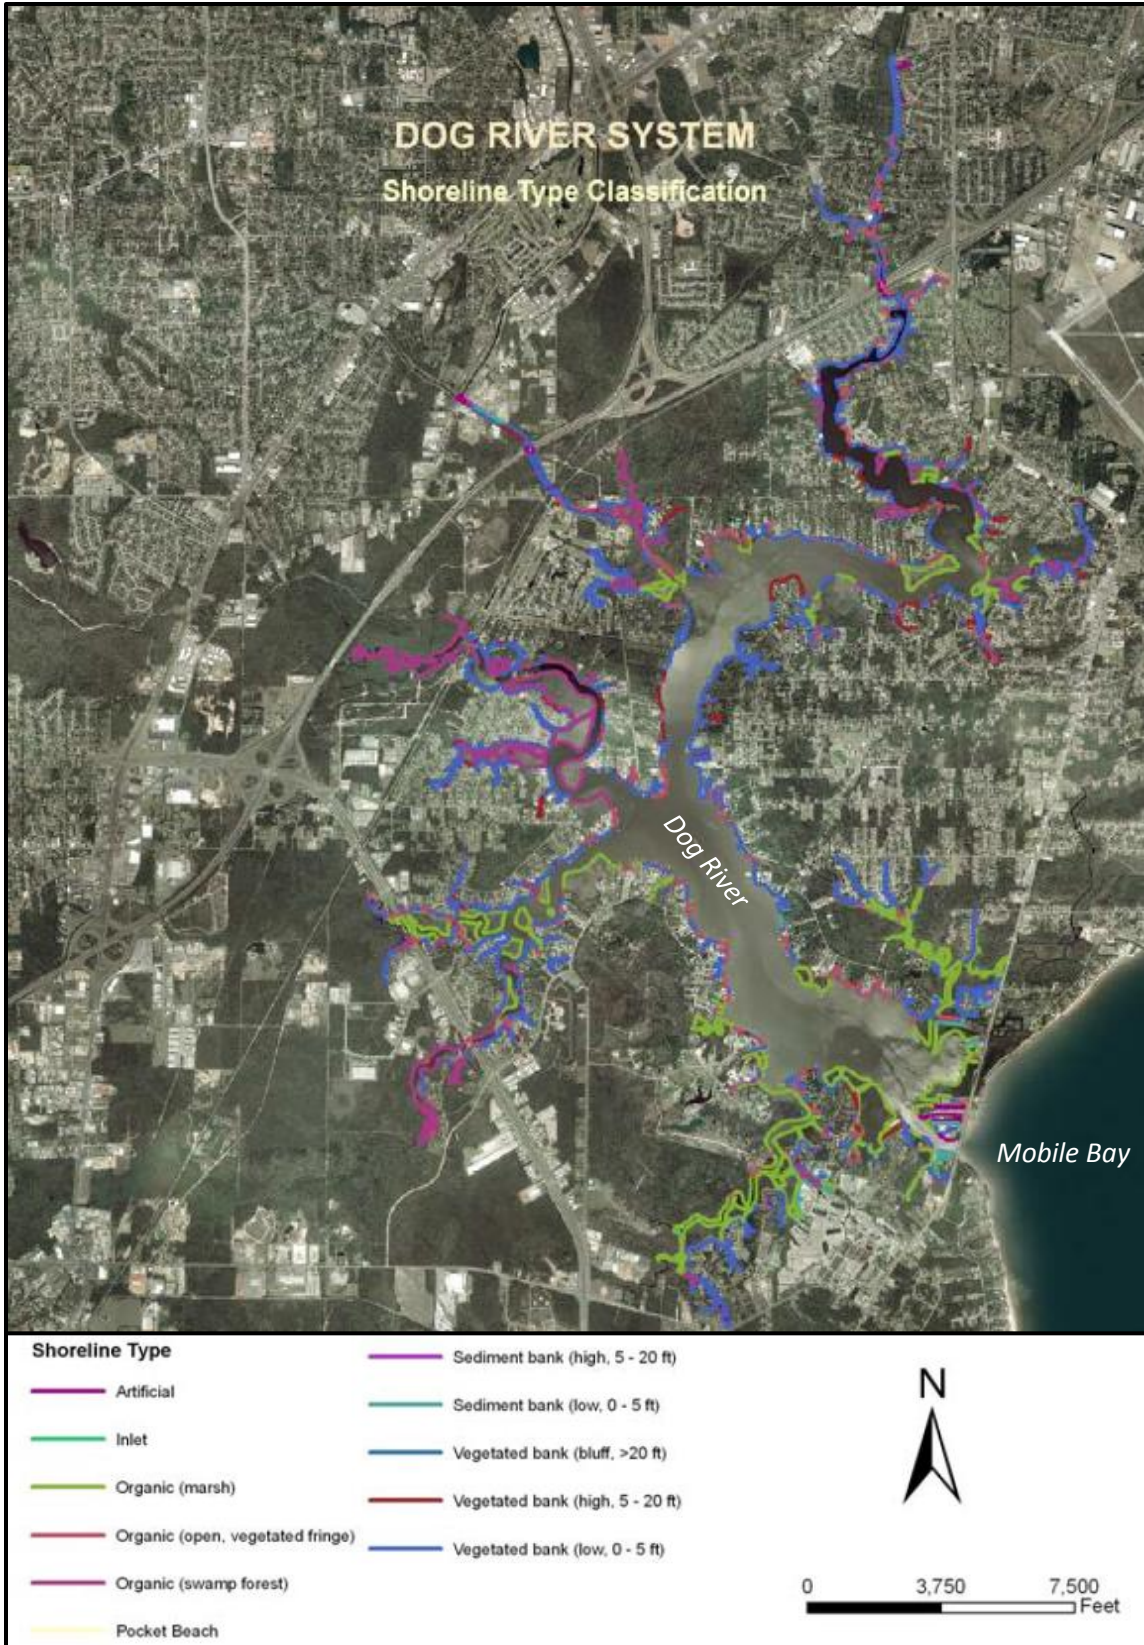 DOG RIVER SYSTEM
Shoreline Type Classification
Dog River
Mobile Bay
Shoreline Type
Artificial
Inlet
Organic (marsh)
Organic (open, vegetated fringe)
Organic (swamp forest)
Pocket Beach
Sediment bank (high, 5 - 20 ft)
Sediment bank (low, 0 - 5 ft)
Vegetated bank (bluff, >20 ft)
Vegetated bank (high, 5 - 20 ft)
Vegetated bank (low, 0 - 5 ft)
N
0 3,750 7,500
Feet